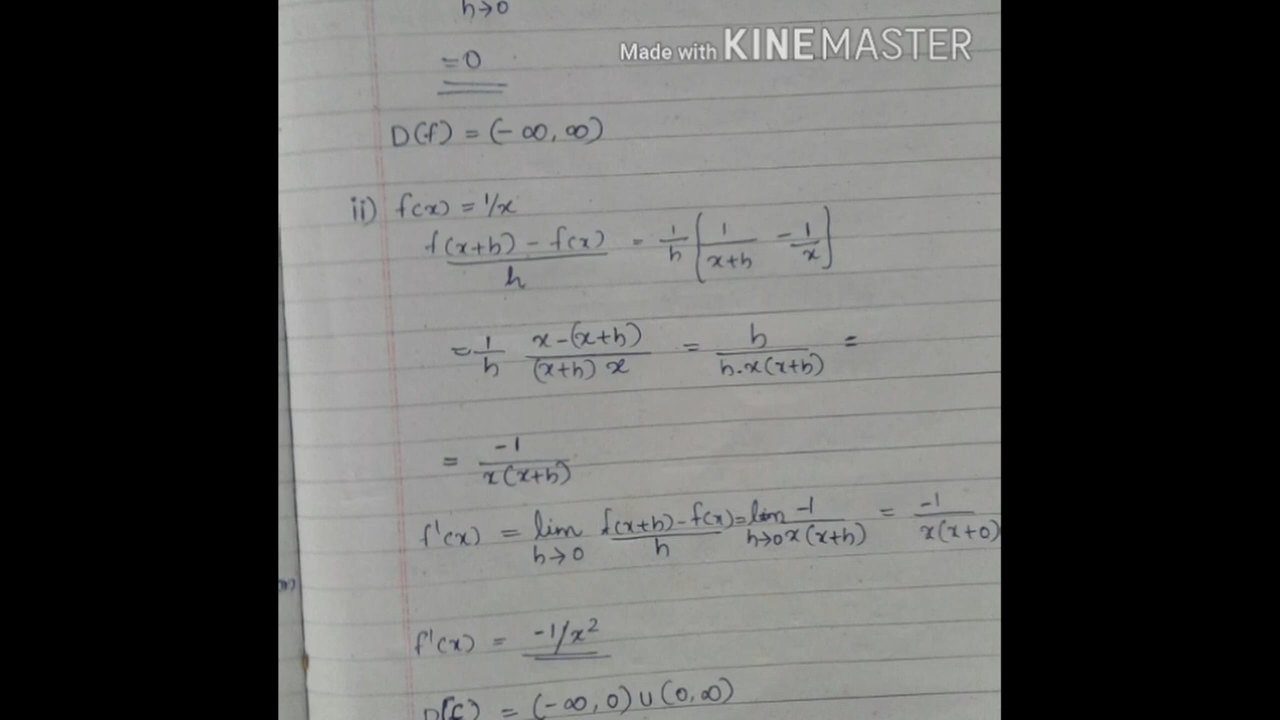 h→0
Made with KINEMASTER
=0
D(f) = (-∞, ∞)
ii) f(x) = 1/x
f(x+h) - f(x) / h = 1/h [1/(x+h) - 1/x]
= 1/h (x-(x+h))/((x+h) x) = h/(h.x(x+h)) =
= -1/(x(x+h))
f'(x) = lim h→0 (f(x+h)-f(x))/h = lim h→0 -1/(x(x+h)) = -1/(x(x+0))
f'(x) = -1/x²
D(f) = (-∞, 0) ∪ (0, ∞)